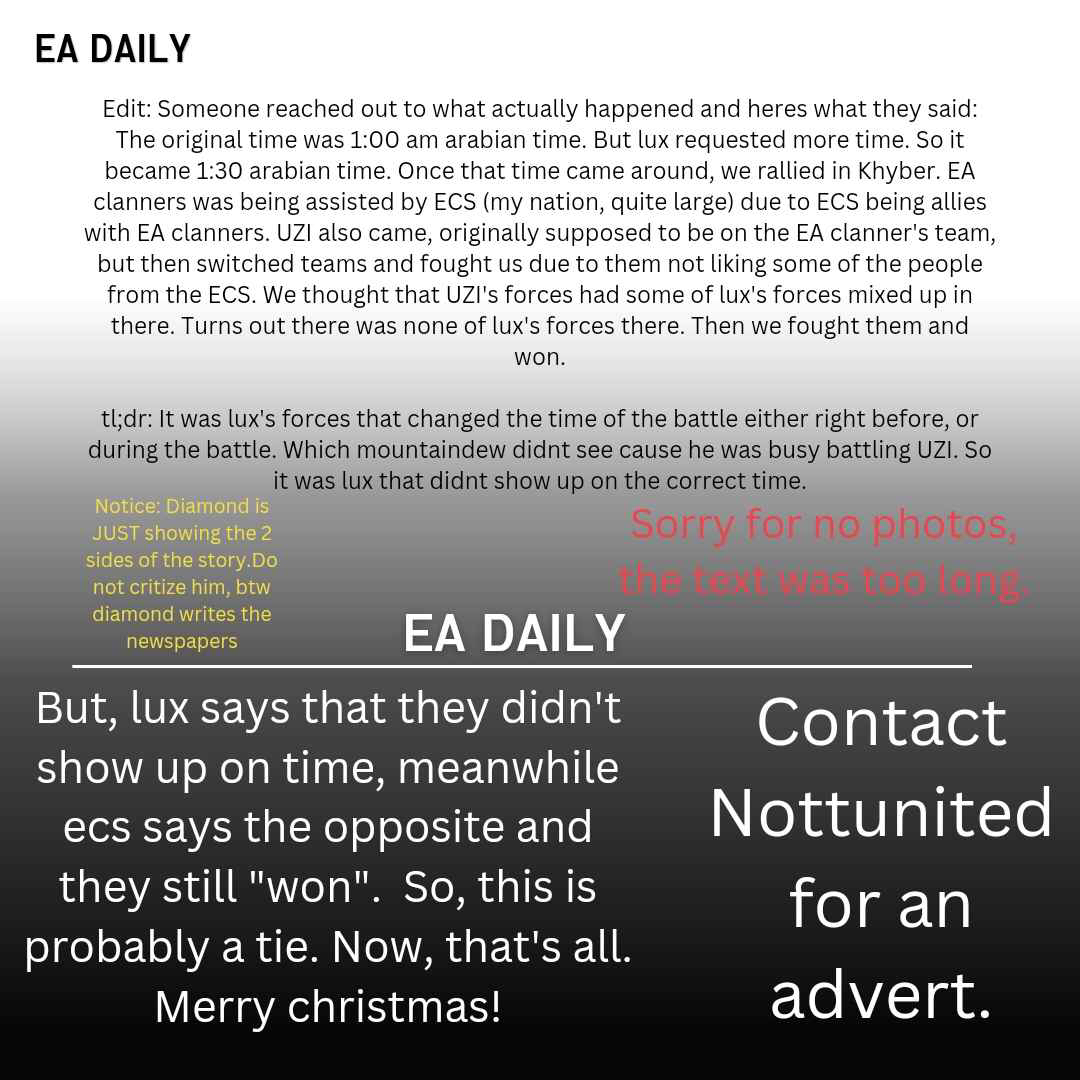 EA DAILY
Edit: Someone reached out to what actually happened and heres what they said:
The original time was 1:00 am arabian time. But lux requested more time. So it
became 1:30 arabian time. Once that time came around, we rallied in Khyber. EA
clanners was being assisted by ECS (my nation, quite large) due to ECS being allies
with EA clanners. UZI also came, originally supposed to be on the EA clanner's team,
but then switched teams and fought us due to them not liking some of the people
from the ECS. We thought that UZI's forces had some of lux's forces mixed up in
there. Turns out there was none of lux's forces there. Then we fought them and
won.
tl;dr: It was lux's forces that changed the time of the battle either right before, or
during the battle. Which mountaindew didnt see cause he was busy battling UZI. So
it was lux that didnt show up on the correct time.
Notice: Diamond is
JUST showing the 2
sides of the story.Do
not critize him, btw
diamond writes the
newspapers
Sorry for no photos,
the text was too long.
EA DAILY
But, lux says that they didn't
show up on time, meanwhile
ecs says the opposite and
they still "won".  So, this is
probably a tie. Now, that's all.
Merry christmas!
Contact
Nottunited
for an
advert.